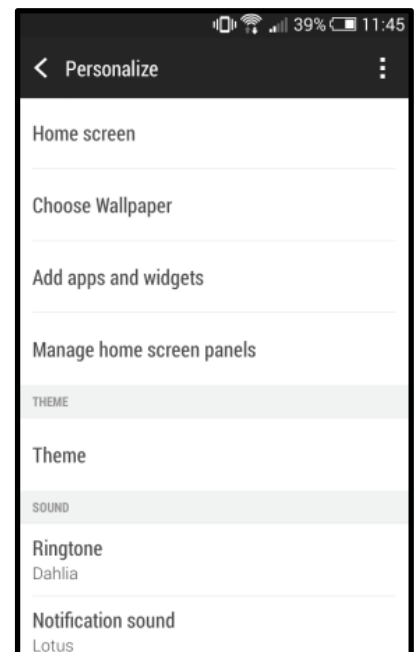 39% 11:45
Personalize
Home screen
Choose Wallpaper
Add apps and widgets
Manage home screen panels
THEME
Theme
SOUND
Ringtone
Dahlia
Notification sound
Lotus